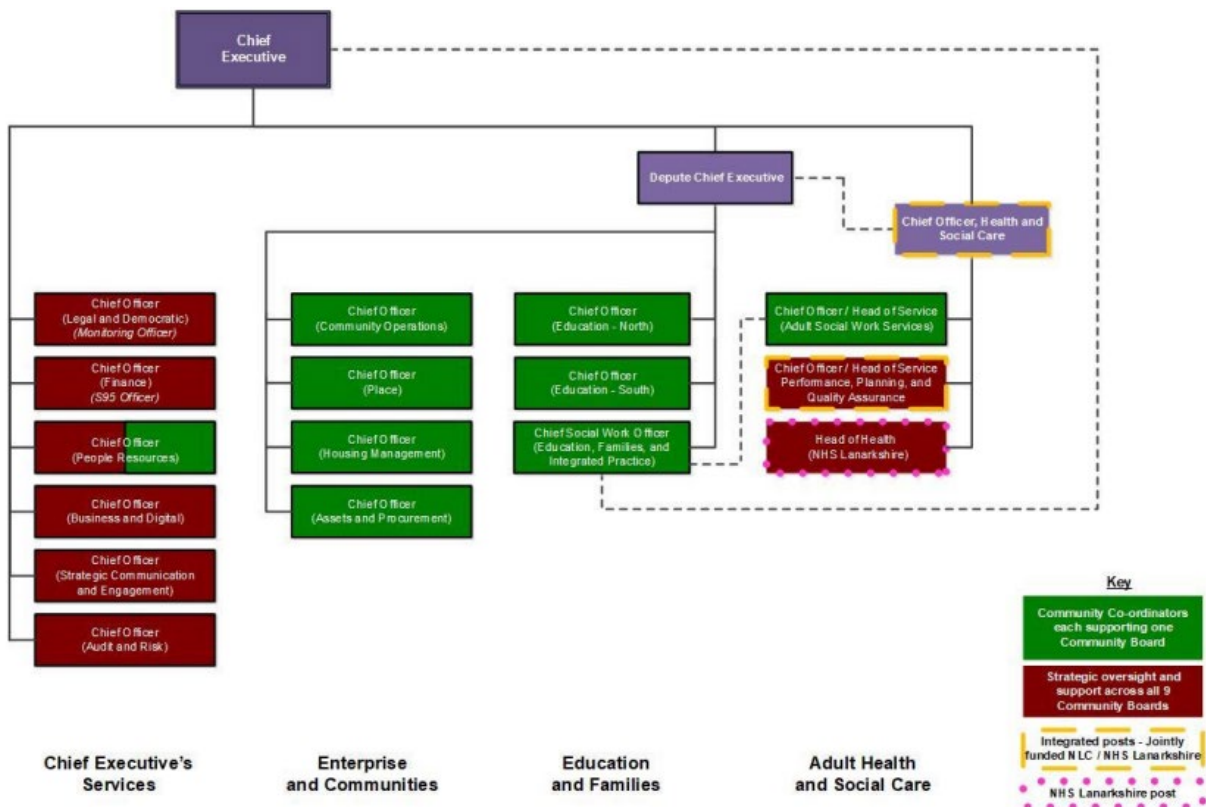 Chief
Executive
Depute Chief Executive
Chief Officer, Health and
Social Care
Chief Officer
(Legal and Democratic)
(Monitoring Officer)
Chief Officer
(Finance)
(S95 Officer)
Chief Officer
(People Resources)
Chief Officer
(Business and Digital)
Chief Officer
(Strategic Communication
and Engagement)
Chief Officer
(Audit and Risk)
Chief Officer
(Community Operations)
Chief Officer
(Place)
Chief Officer
(Housing Management)
Chief Officer
(Assets and Procurement)
Chief Officer
(Education - North)
Chief Officer
(Education - South)
Chief Social Work Officer
(Education, Families, and
Integrated Practice)
Chief Officer / Head of Service
(Adult Social Work Services)
Chief Officer / Head of Service
Performance, Planning, and
Quality Assurance
Head of Health
(NHS Lanarkshire)
Key
Community Co-ordinators
each supporting one
Community Board
Strategic oversight and
support across all 9
Community Boards
Integrated posts - Jointly
funded NLC / NHS Lanarkshire
NHS Lanarkshire post
Chief Executive's
Services
Enterprise
and Communities
Education
and Families
Adult Health
and Social Care